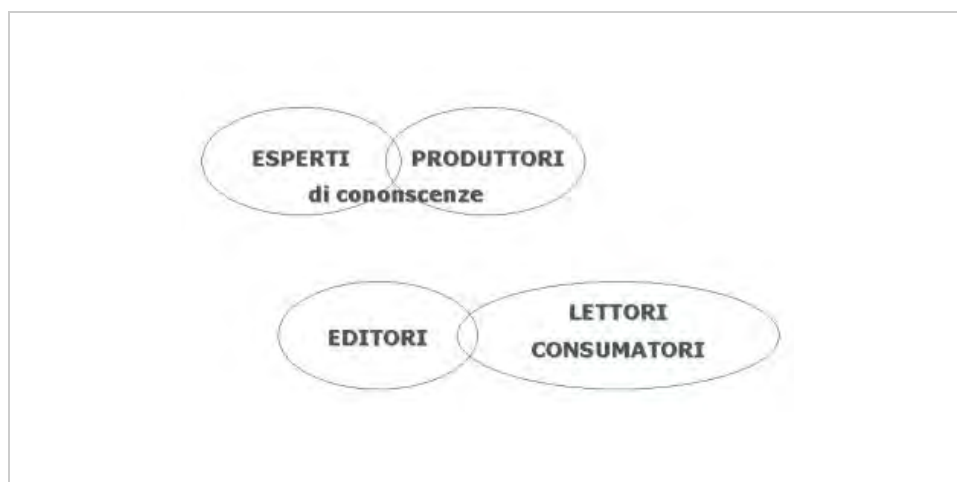 ESPERTI PRODUTTORI
di cononscenze
EDITORI
LETTORI
CONSUMATORI